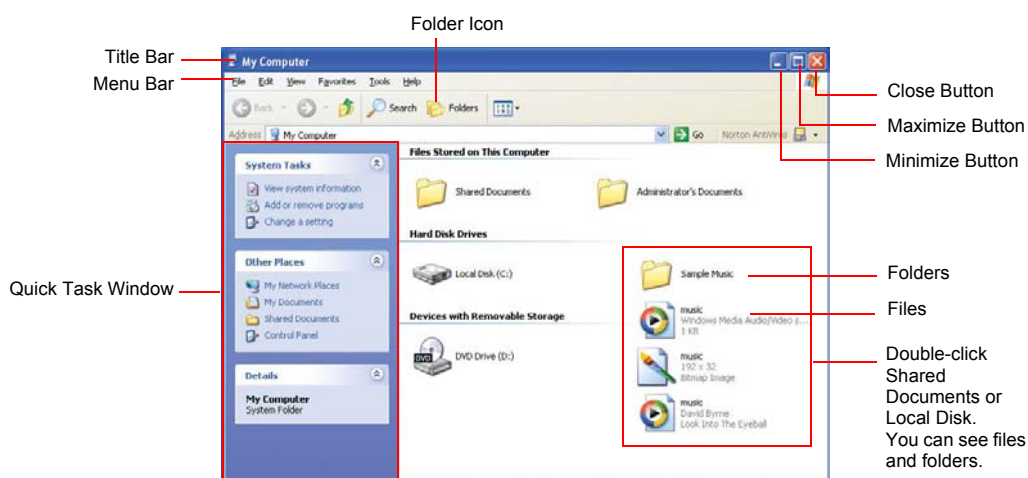 Folder Icon
Title Bar
Menu Bar
My Computer
File Edit View Favorites Tools Help
Back
Search Folders
Address My Computer Go Norton AntiVirus
Close Button
Maximize Button
Minimize Button
Quick Task Window
System Tasks
View system information
Add or remove programs
Change a setting
Other Places
My Network Places
My Documents
Shared Documents
Control Panel
Details
My Computer
System Folder
Files Stored on This Computer
Shared Documents
Administrator's Documents
Hard Disk Drives
Local Disk (C:)
Devices with Removable Storage
DVD
DVD Drive (D:)
Sample Music
music
Windows Media Audio/Video s...
1 KB
music
192 x 32
Bitmap Image
music
David Byrne
Look Into The Eyeball
Folders
Files
Double-click
Shared
Documents or
Local Disk.
You can see files
and folders.